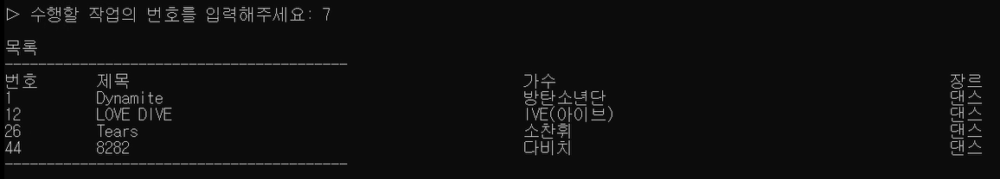 ▷ 수행할 작업의 번호를 입력해주세요: 7
목록
-----------------------------------------
번호 제목 가수 장르
1 Dynamite 방탄소년단 댄스
12 LOVE DIVE IVE(아이브) 댄스
26 Tears 소찬휘 댄스
44 8282 다비치 댄스
-----------------------------------------